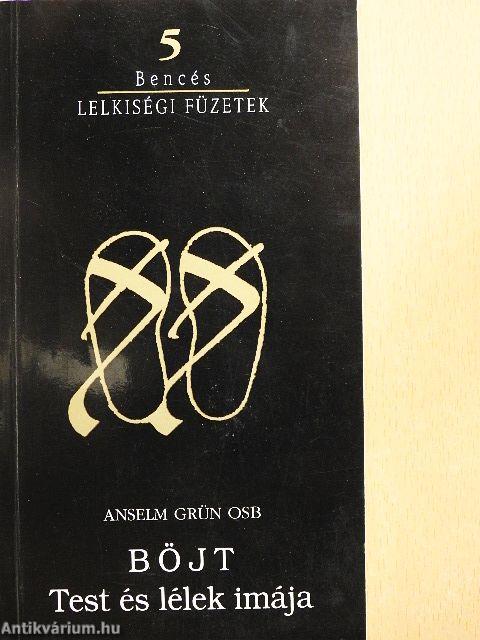 5
Bencés
LELKISÉGI FÜZETEK
ANSELM GRÜN OSB
BÖJT
Test és lélek imája
Antikvárium.hu